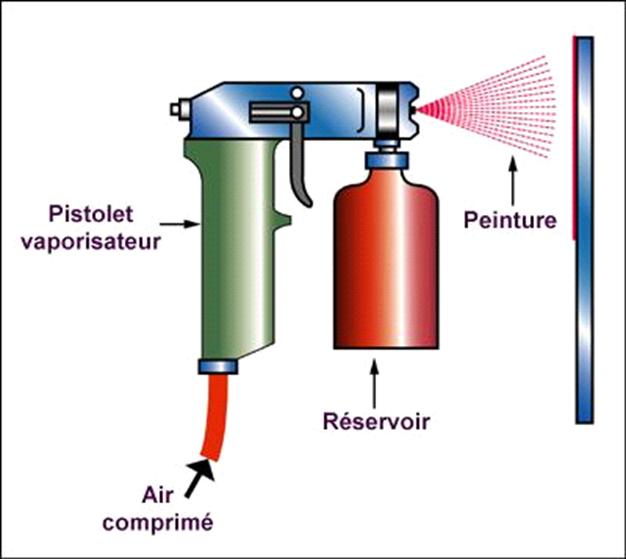 Pistolet
vaporisateur
Peinture
Réservoir
Air
comprimé